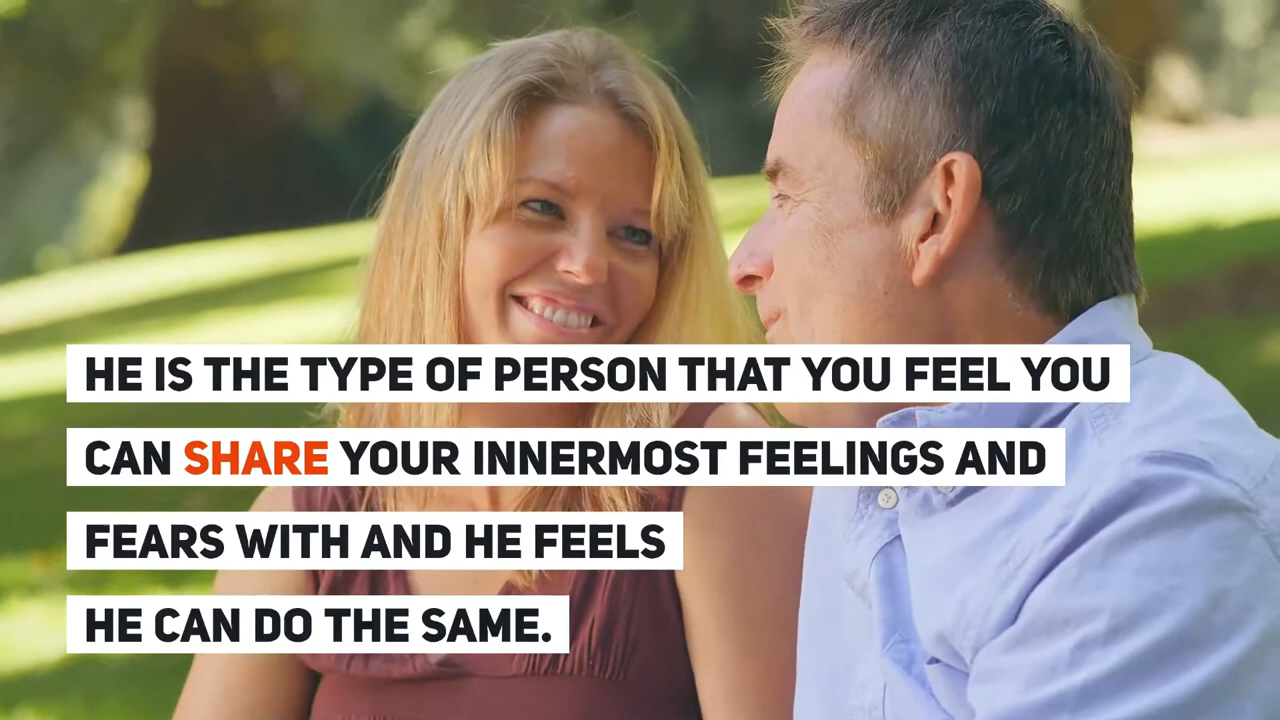 HE IS THE TYPE OF PERSON THAT YOU FEEL YOU
CAN SHARE YOUR INNERMOST FEELINGS AND
FEARS WITH AND HE FEELS
HE CAN DO THE SAME.